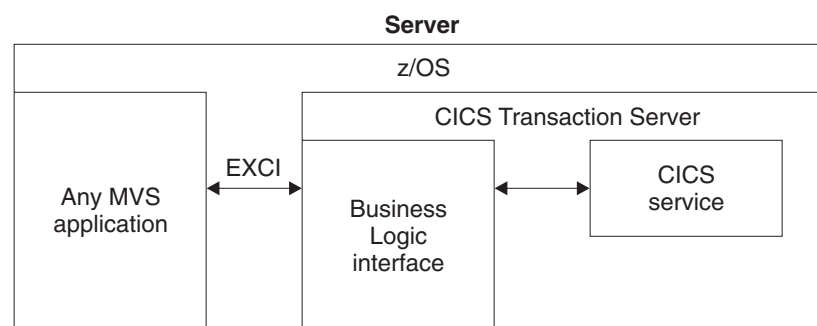 Server
z/OS
CICS Transaction Server
EXCI
Any MVS
application
Business
Logic
interface
CICS
service